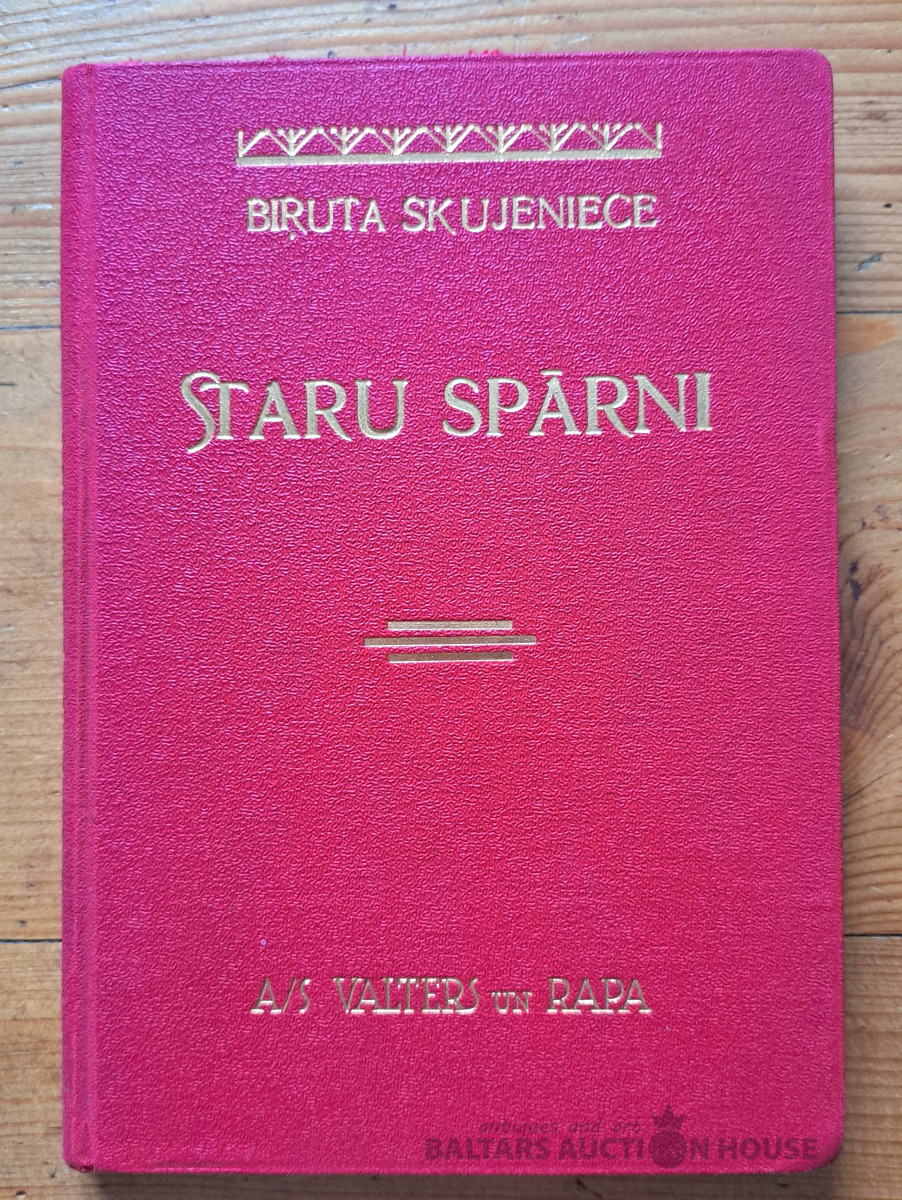 BIŖUTA SKUJENIECE
STARU SPĀRNI
A/S VALTERS UN RAPA
antiques and art
BALTARS AUCTION HOUSE